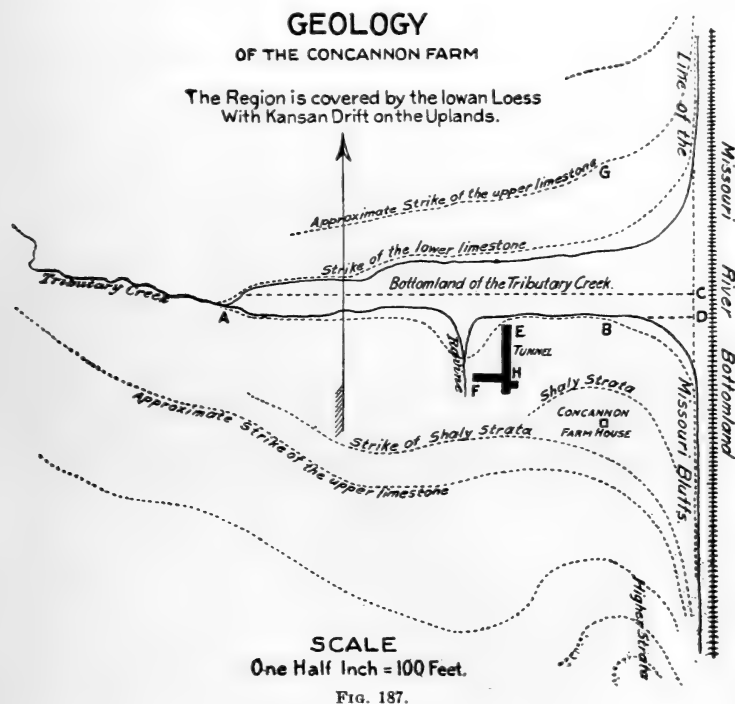 GEOLOGY
OF THE CONCANNON FARM
The Region is covered by the Iowan Loess
With Kansan Drift on the Uplands.
Line of the
Missouri River Bottomland
G
Approximate Strike of the upper limestone
Strike of the lower limestone
Tributary Creek
Bottomland of the Tributary Creek.
C
A
D
E
B
Ravine
TUNNEL
H
F
Shaly Strata
Missouri Bluffs.
CONCANNON
FARM HOUSE
Approximate Strike of the upper limestone
Strike of Shaly Strata
Higher Strata
SCALE
One Half Inch = 100 Feet.
FIG. 187.